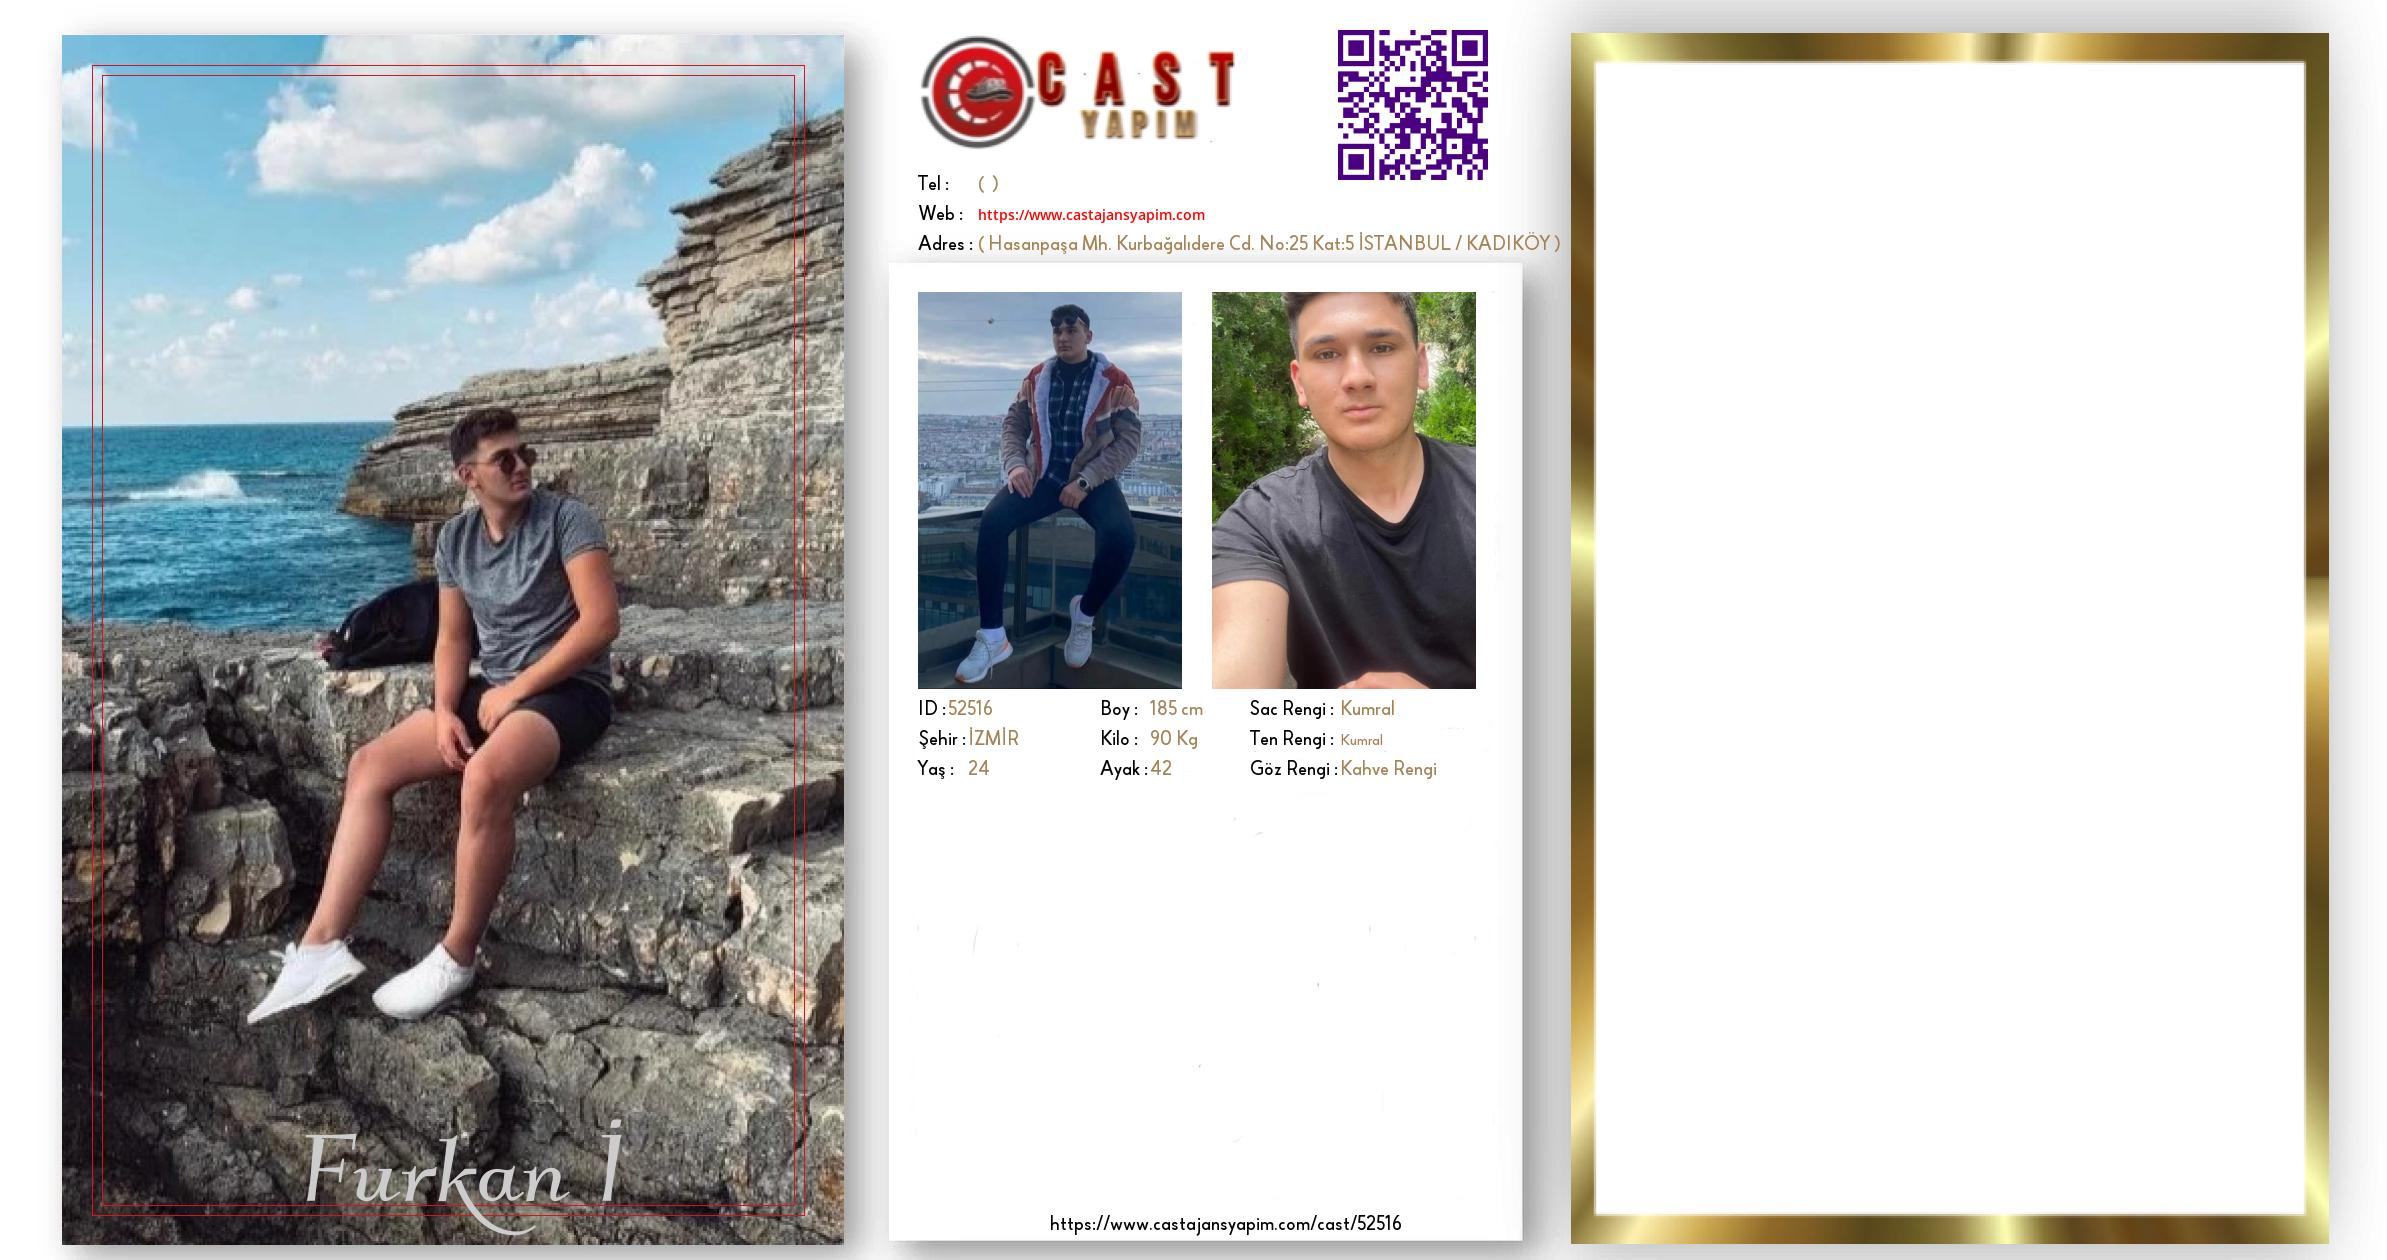 Furkan İ
CAST
YAPIM
Tel : ( )
Web : https://www.castajansyapim.com
Adres : ( Hasanpaşa Mh. Kurbağalıdere Cd. No:25 Kat:5 İSTANBUL / KADIKÖY )
ID : 52516 Boy : 185 cm Sac Rengi : Kumral
Şehir : İZMİR Kilo : 90 Kg Ten Rengi : Kumral
Yaş : 24 Ayak : 42 Göz Rengi : Kahve Rengi
https://www.castajansyapim.com/cast/52516